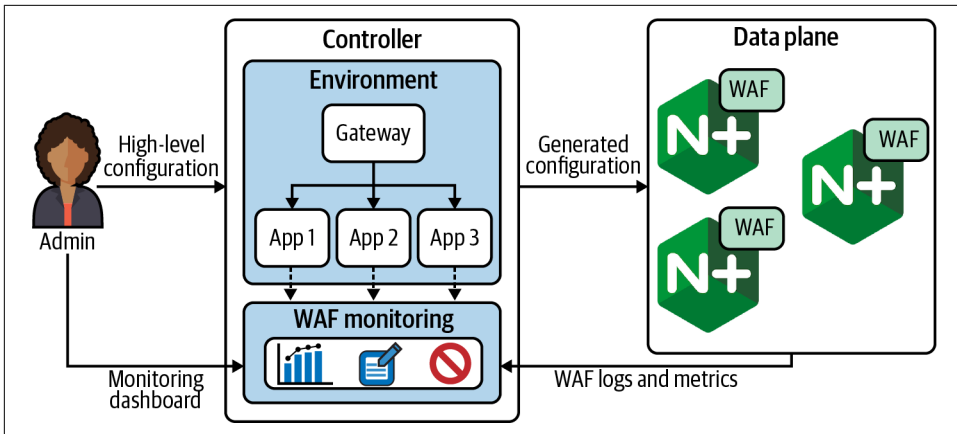 Controller
Data plane
Environment
WAF
Gateway
N+
WAF
N+
High-level
configuration
Generated
configuration
Admin
App 1
App 2
App 3
WAF
N+
WAF monitoring
Monitoring
dashboard
WAF logs and metrics